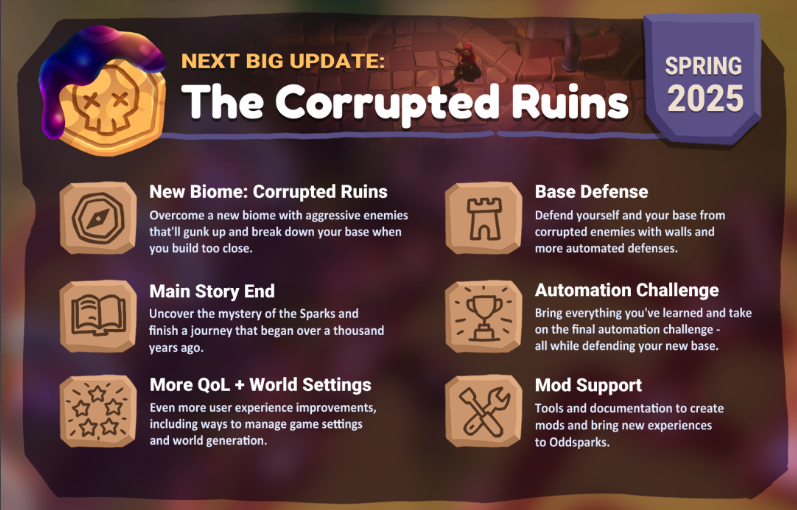 NEXT BIG UPDATE:
The Corrupted Ruins
SPRING
2025
New Biome: Corrupted Ruins
Overcome a new biome with aggressive enemies
that'll gunk up and break down your base when
you build too close.
Base Defense
Defend yourself and your base from
corrupted enemies with walls and
more automated defenses.
Main Story End
Uncover the mystery of the Sparks and
finish a journey that began over a thousand
years ago.
Automation Challenge
Bring everything you've learned and take
on the final automation challenge -
all while defending your new base.
More QoL + World Settings
Even more user experience improvements,
including ways to manage game settings
and world generation.
Mod Support
Tools and documentation to create
mods and bring new experiences
to Oddsparks.